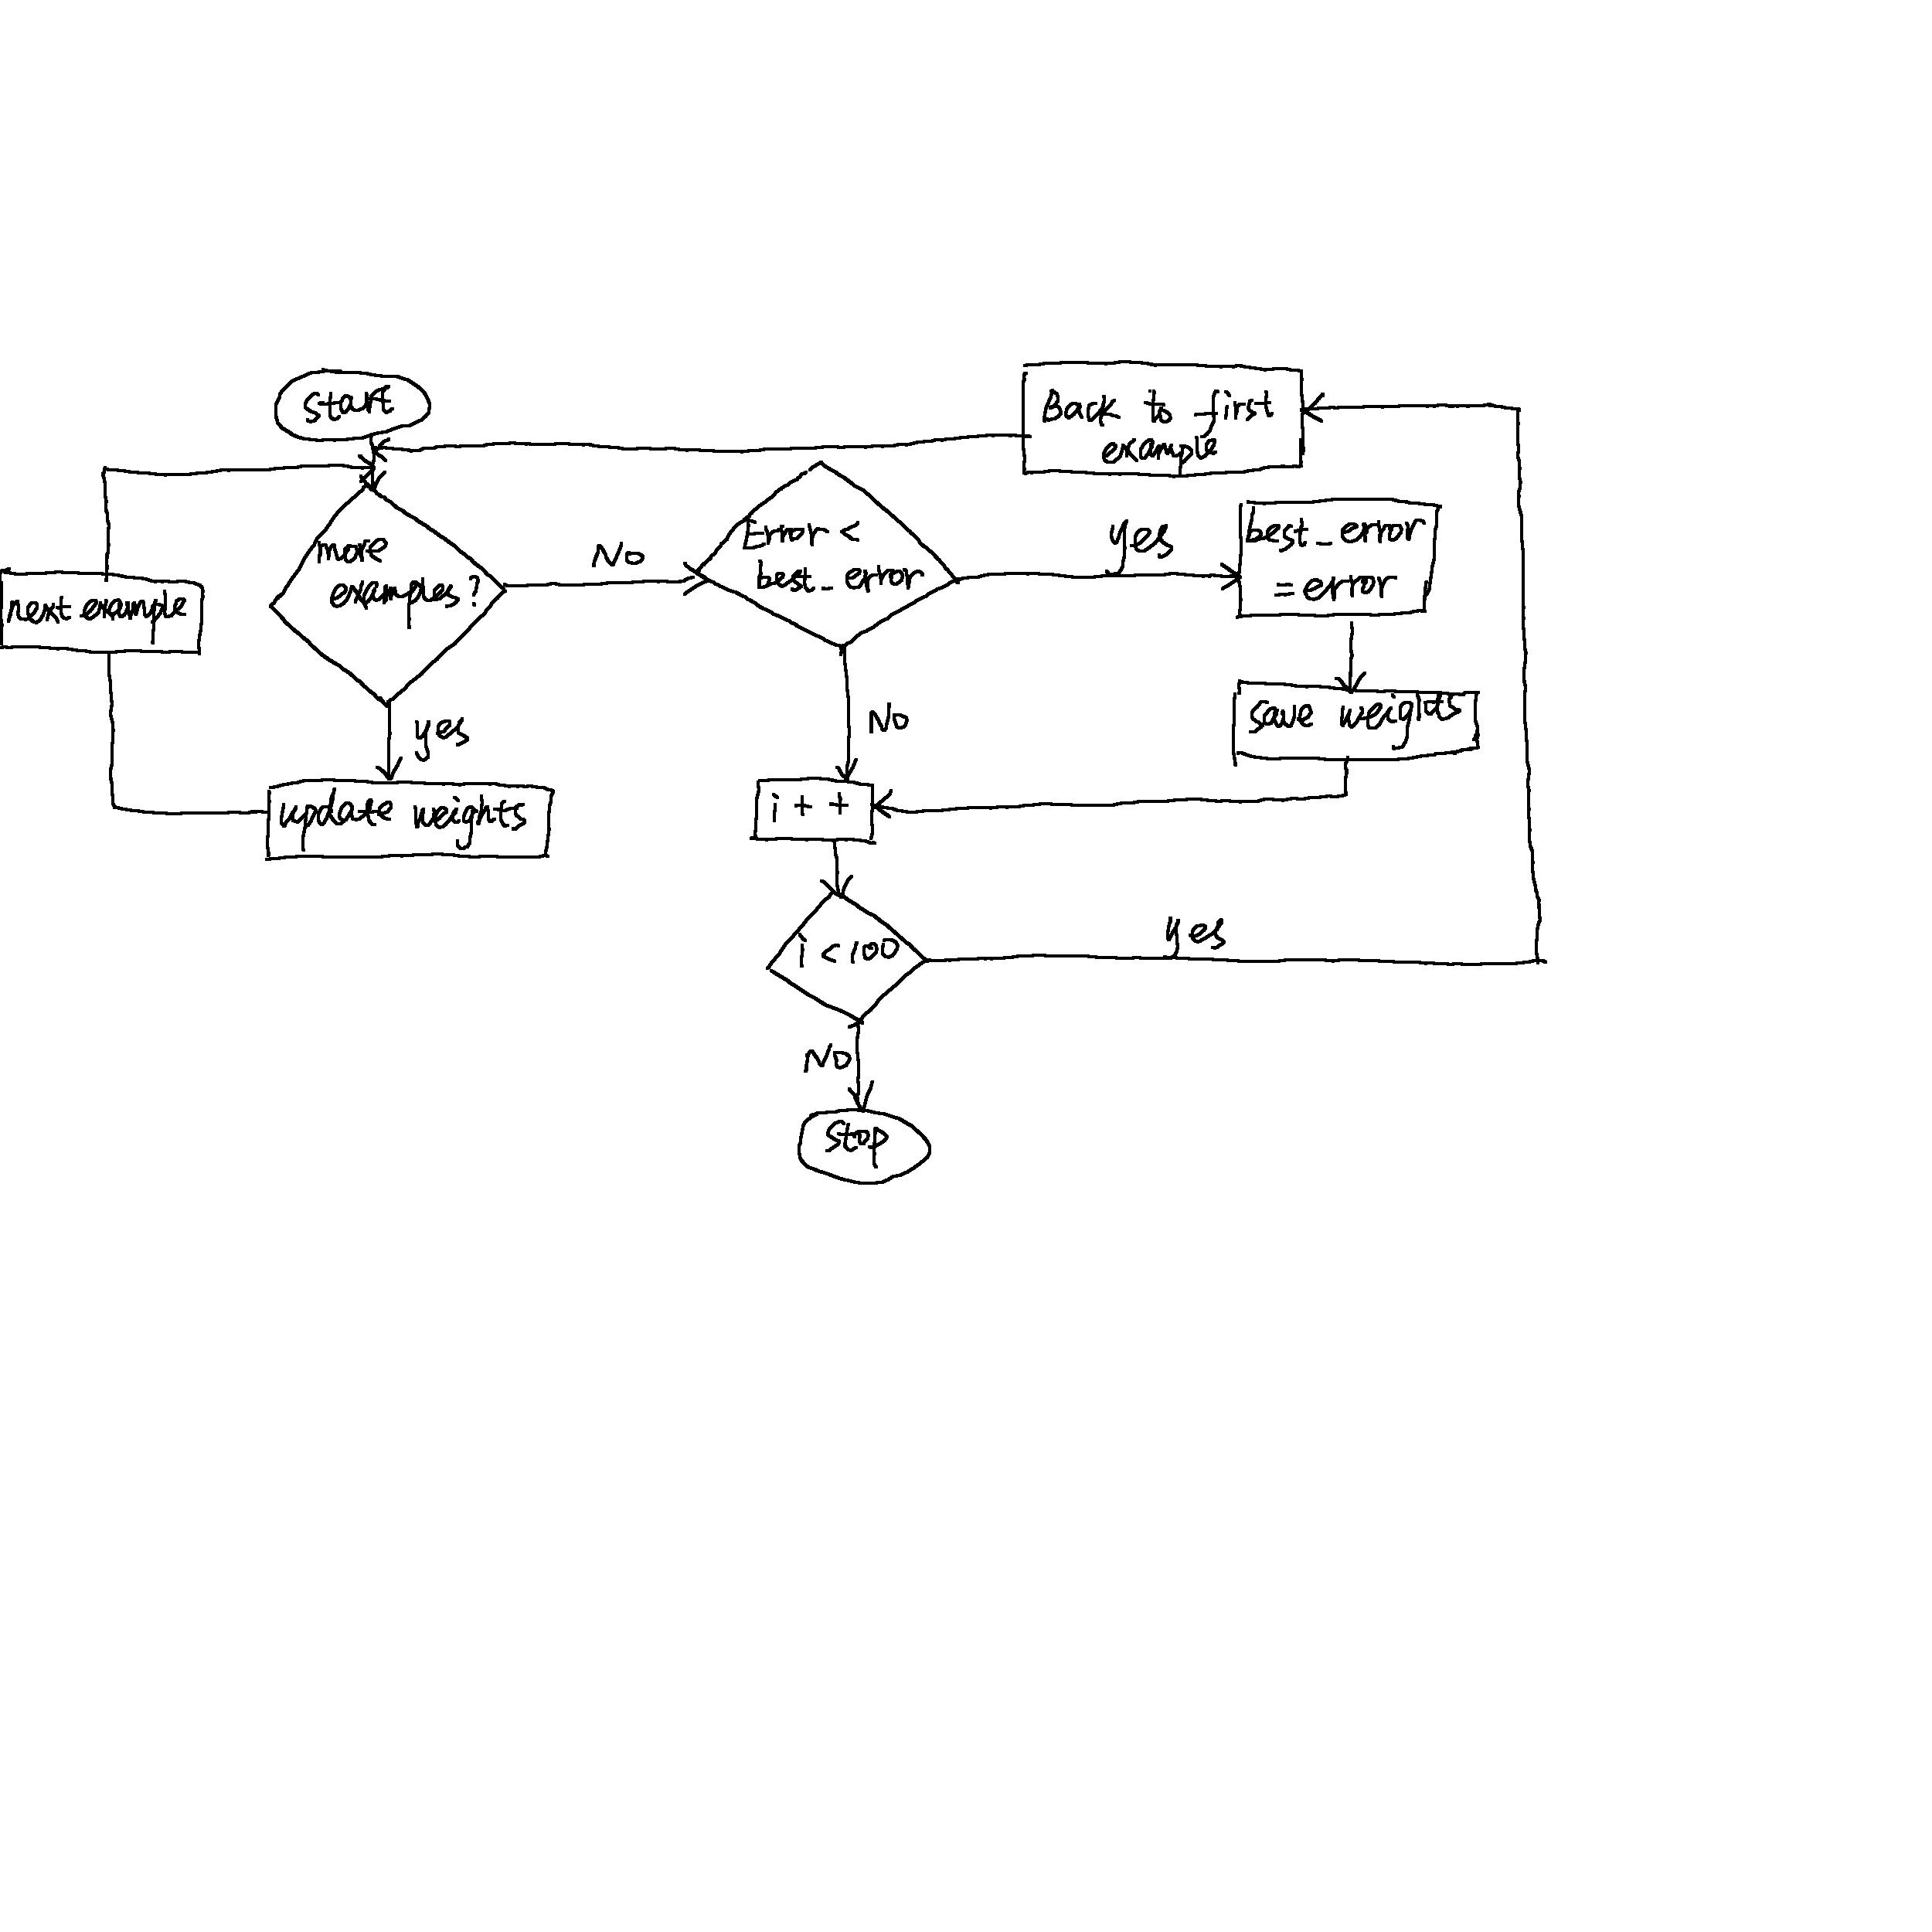 start
Back to first
example
more
examples?
No
Error <
best_error
yes
best_error
= error
next example
yes
No
save weights
update weights
i + +
i < 100
yes
No
stop